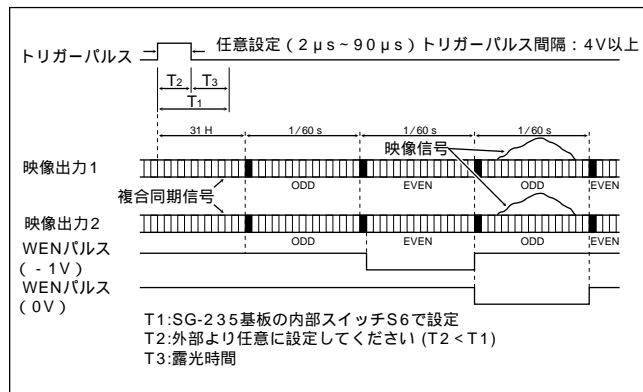 トリガーパルス
任意設定（2μs~90μs）トリガーパルス間隔：4V以上
T2 T3
T1
31 H 1/60 s 1/60 s 1/60 s
映像信号
映像出力1
複合同期信号
ODD EVEN ODD EVEN
映像出力2
ODD EVEN ODD EVEN
WENパルス
(-1V)
WENパルス
(0V)
T1:SG-235基板の内部スイッチS6で設定
T2:外部より任意に設定してください (T2<T1)
T3:露光時間